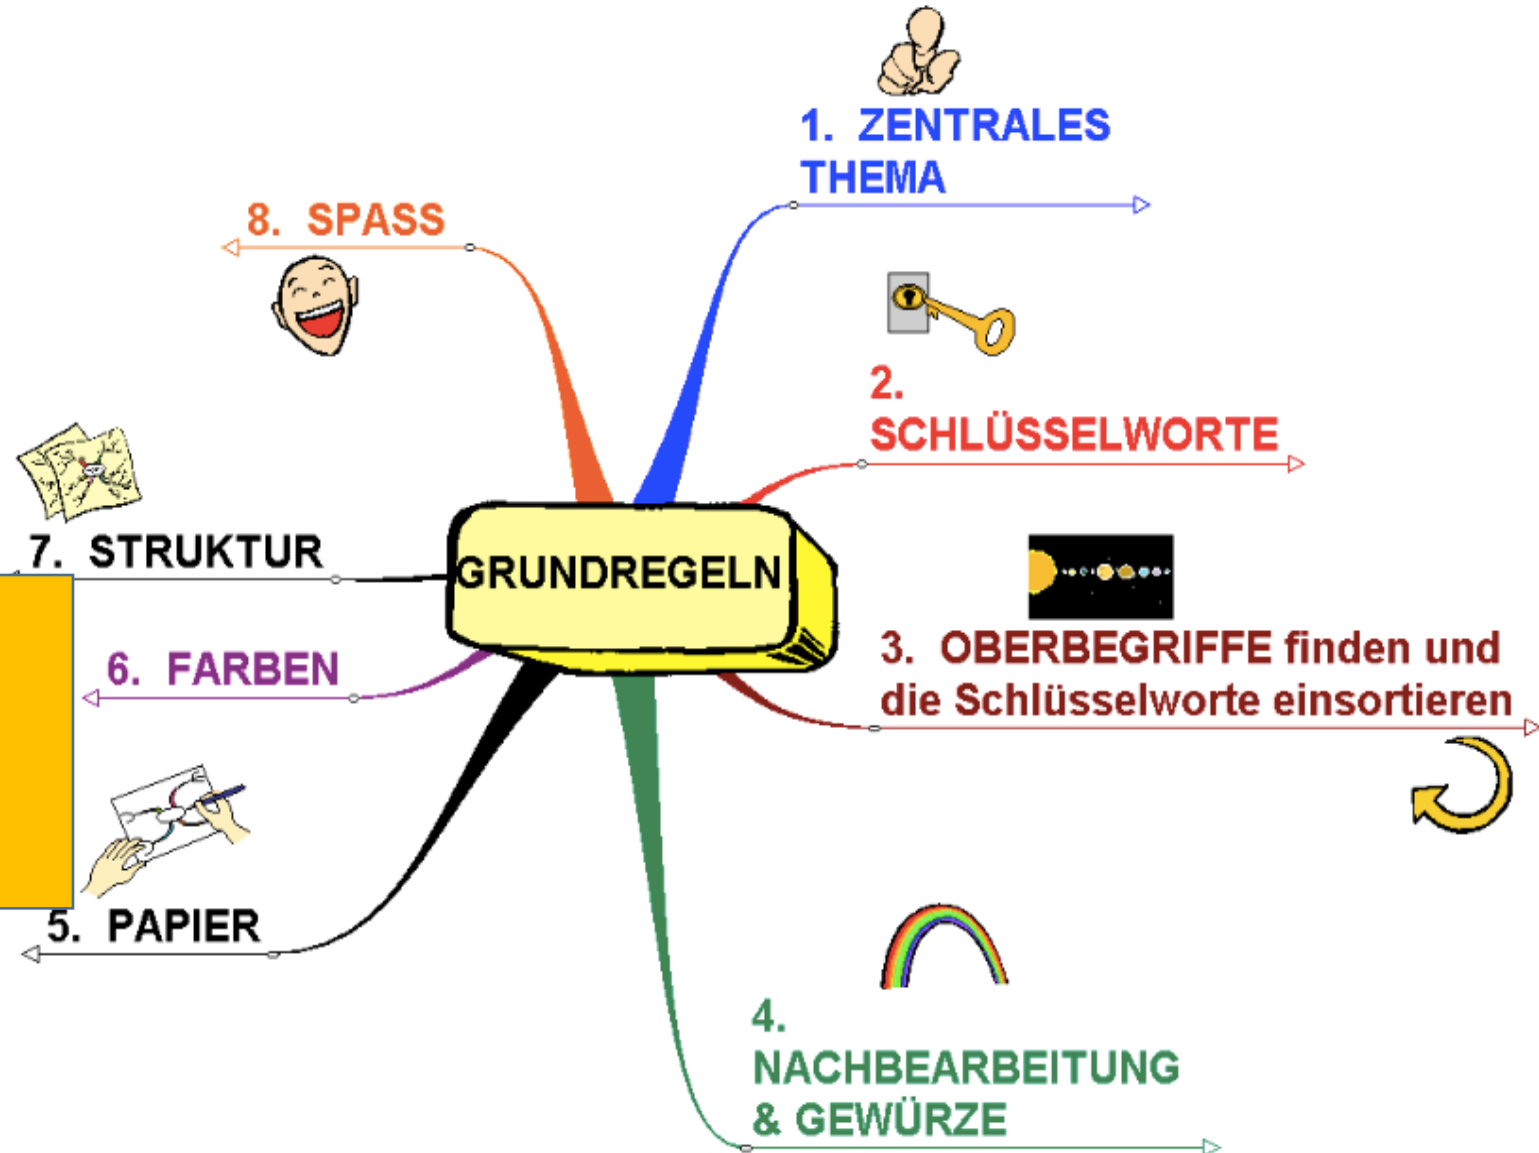 GRUNDREGELN
1. ZENTRALES
THEMA
2.
SCHLÜSSELWORTE
3. OBERBEGRIFFE finden und
die Schlüsselworte einsortieren
4.
NACHBEARBEITUNG
& GEWÜRZE
5. PAPIER
6. FARBEN
7. STRUKTUR
8. SPASS